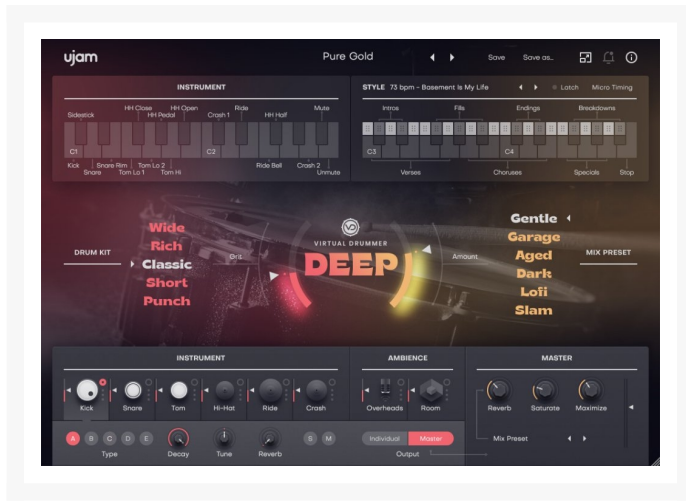 ujam
Pure Gold
Save
Save as..
INSTRUMENT
Sidestick
HH Close
HH Pedal
HH Open
Crash 1
Ride
HH Half
Mute
C1
C2
Kick
Snare
Snare Rim
Tom Lo 1
Tom Lo 2
Tom Hi
Ride Bell
Crash 2
Unmute
STYLE 73 bpm – Basement Is My Life
Latch
Micro Timing
Intros
Fills
Endings
Breakdowns
C3
C4
Verses
Choruses
Specials
Stop
DRUM KIT
Wide
Rich
Classic
Short
Punch
Grit
VIRTUAL DRUMMER
DEEP
Amount
Gentle
Garage
Aged
Dark
Lofi
Slam
MIX PRESET
INSTRUMENT
Kick
Snare
Tom
Hi-Hat
Ride
Crash
A B C D E
Type
Decay
Tune
Reverb
S M
AMBIENCE
Overheads
Room
Individual
Master
Output
MASTER
Reverb
Saturate
Maximize
Mix Preset